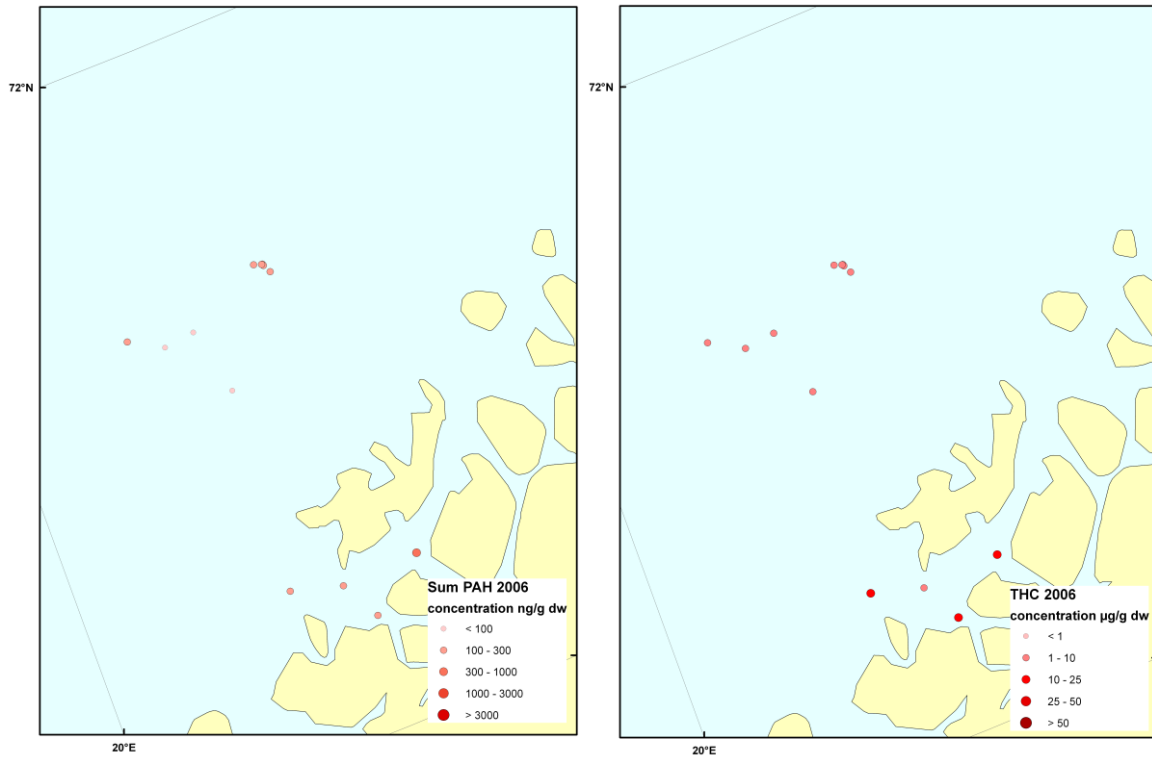 72°N
Sum PAH 2006
concentration ng/g dw
< 100
100 - 300
300 - 1000
1000 - 3000
> 3000
20°E
72°N
THC 2006
concentration µg/g dw
< 1
1 - 10
10 - 25
25 - 50
> 50
20°E